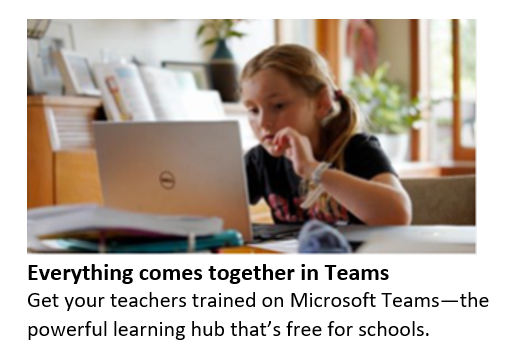 DELL
Everything comes together in Teams
Get your teachers trained on Microsoft Teams—the
powerful learning hub that's free for schools.